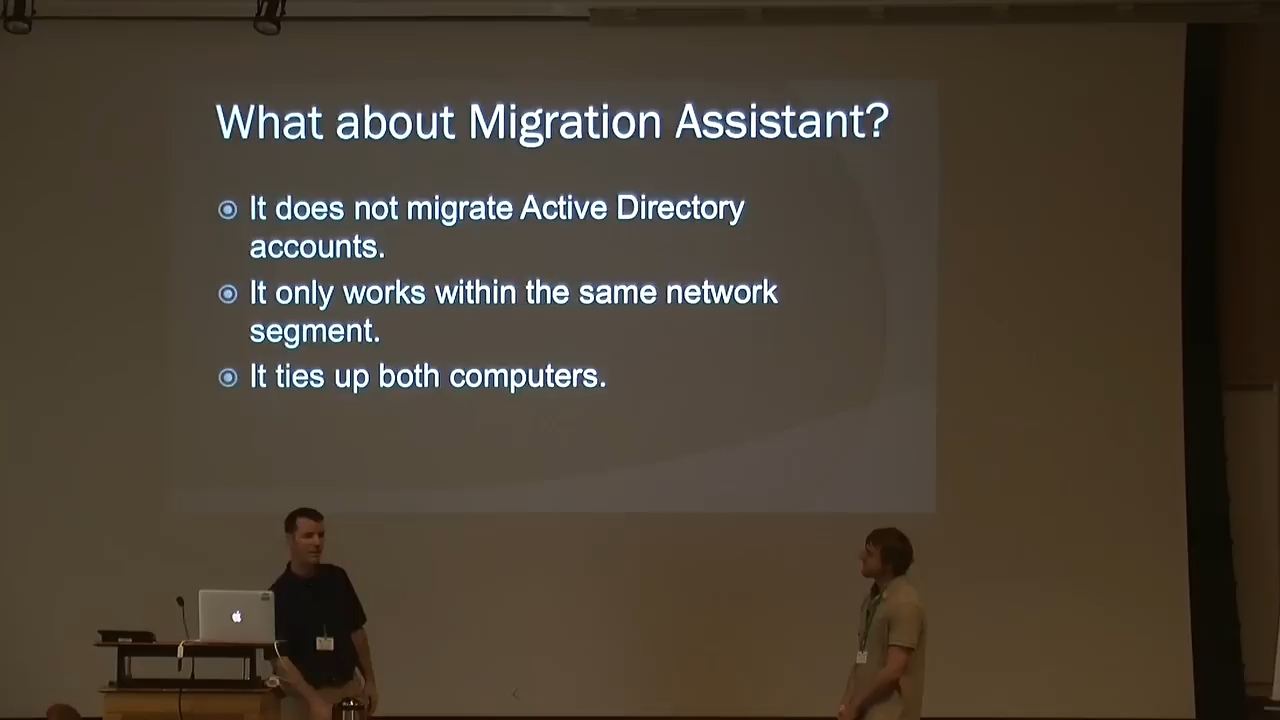 What about Migration Assistant?
It does not migrate Active Directory
accounts.
It only works within the same network
segment.
It ties up both computers.